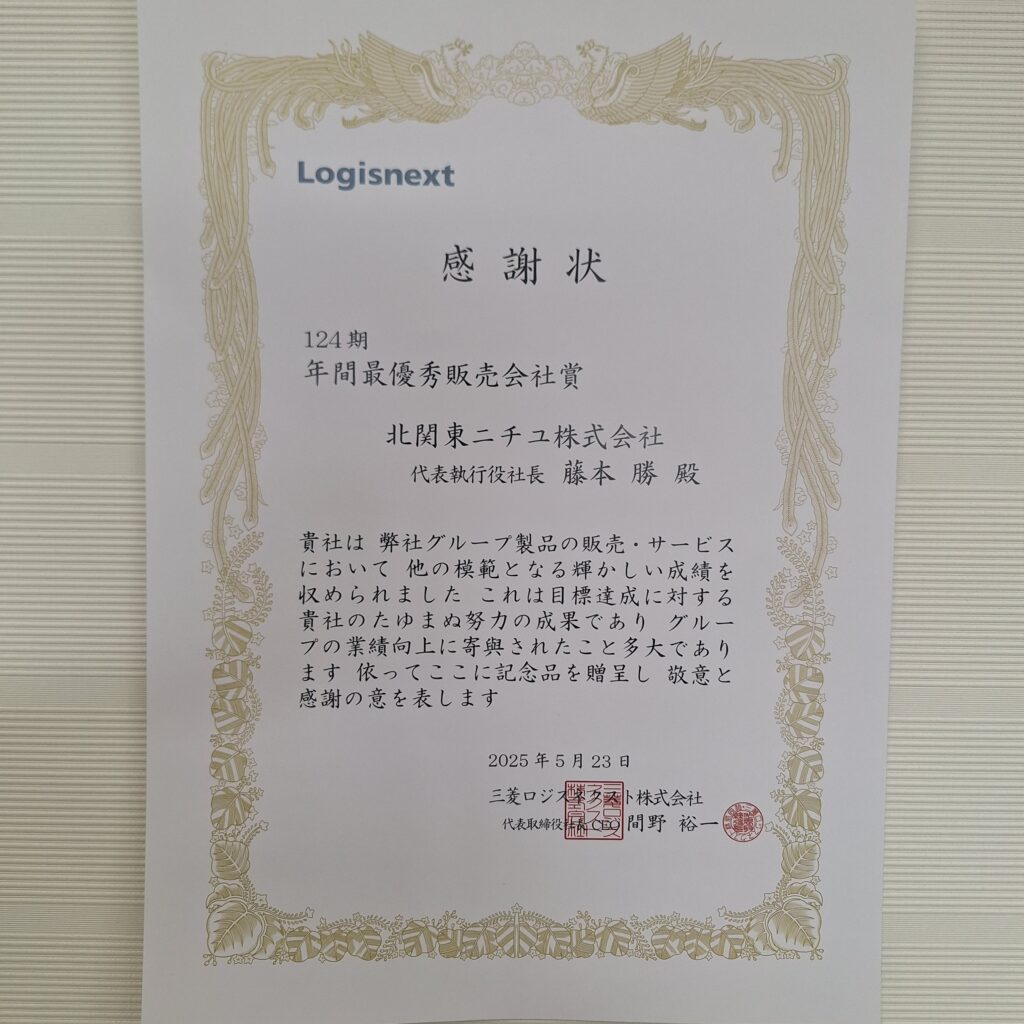 Logisnext
感謝状
124期
年間最優秀販売会社賞
北関東ニチユ株式会社
代表執行役社長 藤本 勝 殿
貴社は 弊社グループ製品の販売・サービス
において 他の模範となる輝かしい成績を
収められました これは目標達成に対する
貴社のたゆまぬ努力の成果であり グルー
プの業績向上に寄與されたこと多大であり
ます 依ってここに記念品を贈呈し 敬意と
感謝の意を表します
2025年5月23日
三菱ロジスネクスト株式会社
代表取締役社長CEO 間野 裕一